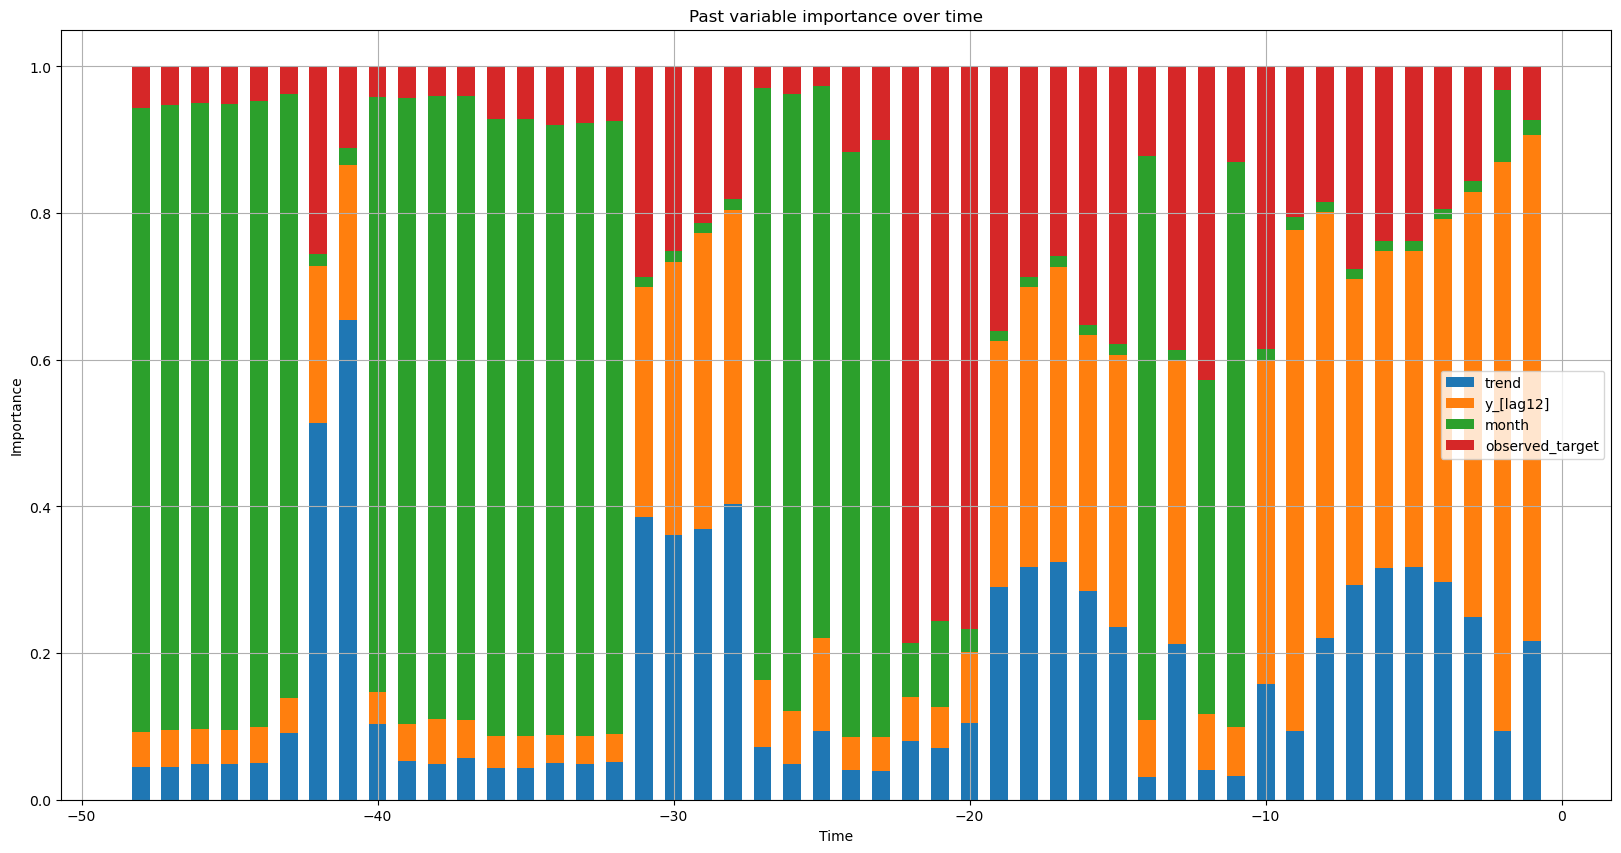 Past variable importance over time
Importance
1.0
0.8
0.6
0.4
0.2
0.0
trend
y_[lag12]
month
observed_target
−50 −40 −30 −20 −10 0
Time